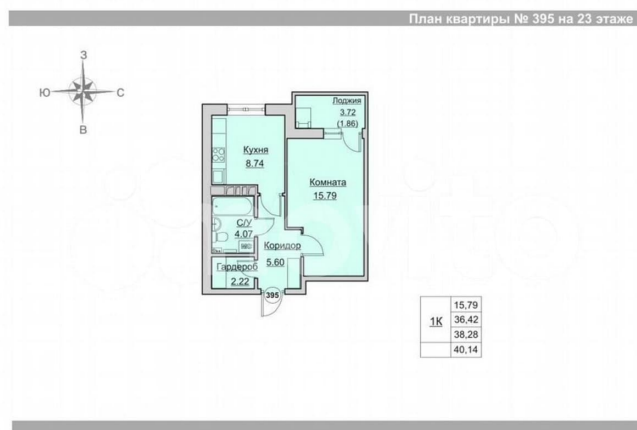 План квартиры № 395 на 23 этаже
З
Ю
С
В
Лоджия
3.72
(1.86)
Кухня
8.74
Комната
15.79
С/У
4.07
Коридор
5.60
Гардероб
2.22
395
1К
15,79
36,42
38,28
40,14